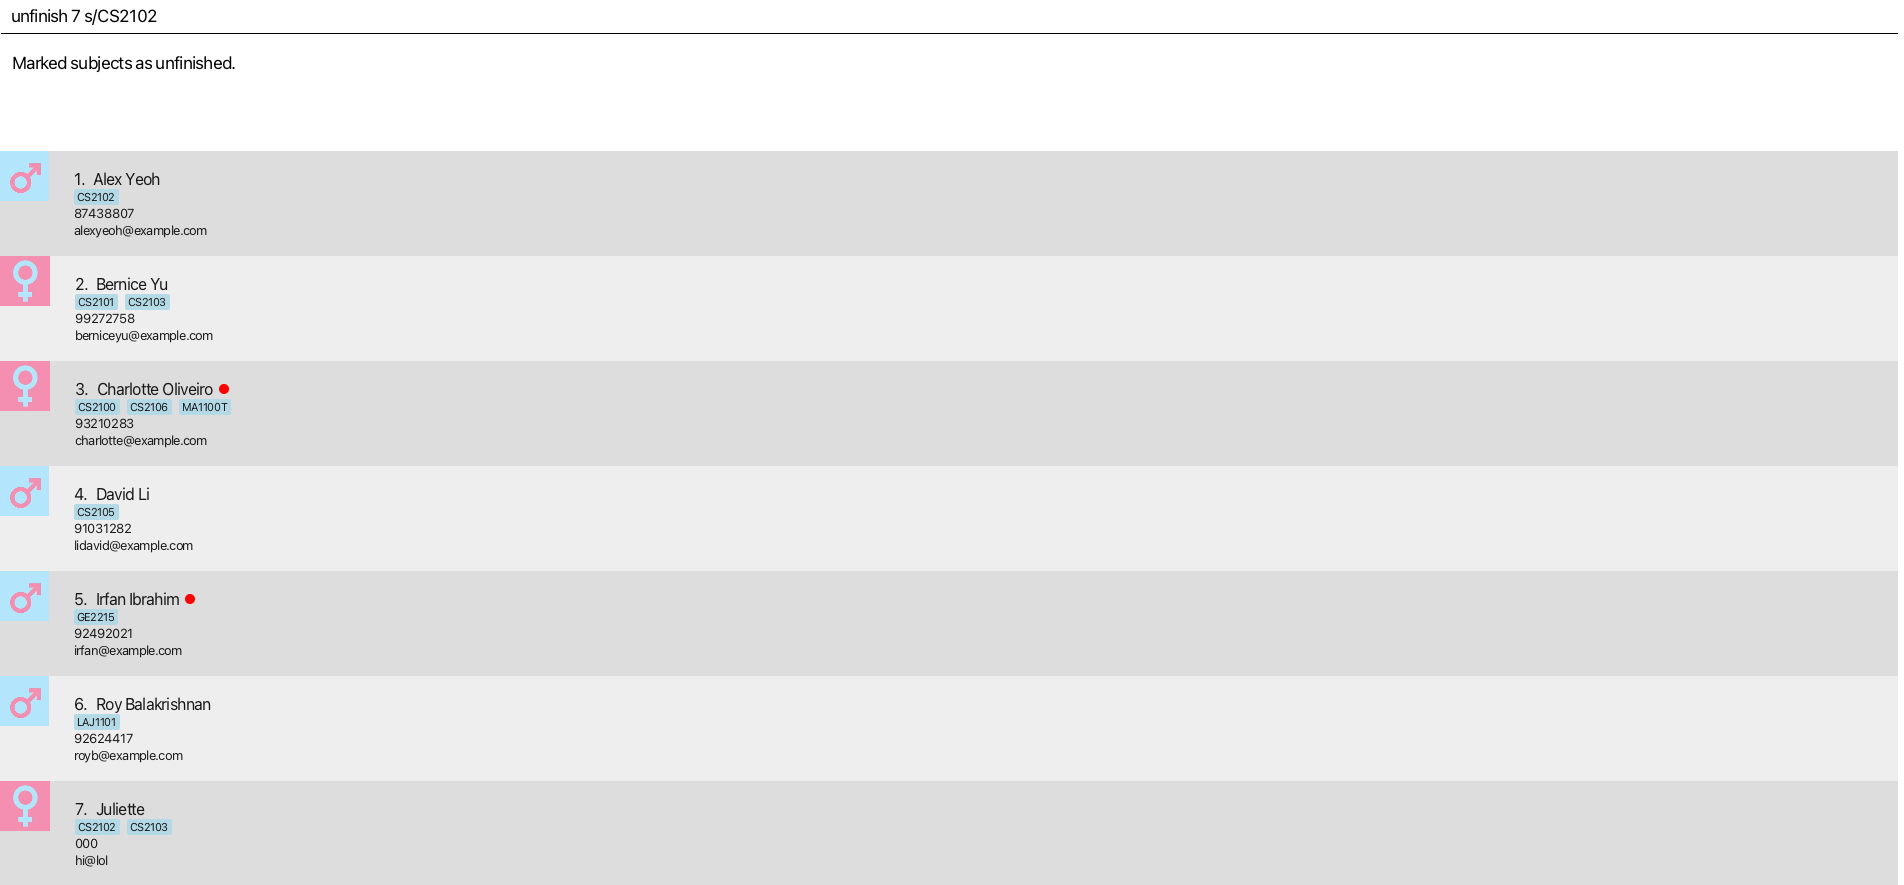 unfinish 7 s/CS2102
Marked subjects as unfinished.
1. Alex Yeoh
CS2102
87438807
alexyeoh@example.com
2. Bernice Yu
CS2101 CS2103
99272758
berniceyu@example.com
3. Charlotte Oliveiro
CS2100 CS2106 MA1100T
93210283
charlotte@example.com
4. David Li
CS2105
91031282
lidavid@example.com
5. Irfan Ibrahim
GE2215
92492021
irfan@example.com
6. Roy Balakrishnan
LAJ1101
92624417
royb@example.com
7. Juliette
CS2102 CS2103
000
hi@lol